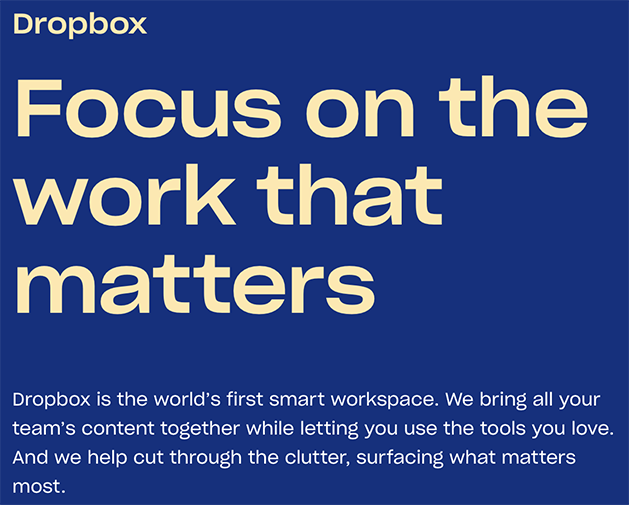 Dropbox
Focus on the
work that
matters
Dropbox is the world’s first smart workspace. We bring all your
team’s content together while letting you use the tools you love.
And we help cut through the clutter, surfacing what matters
most.